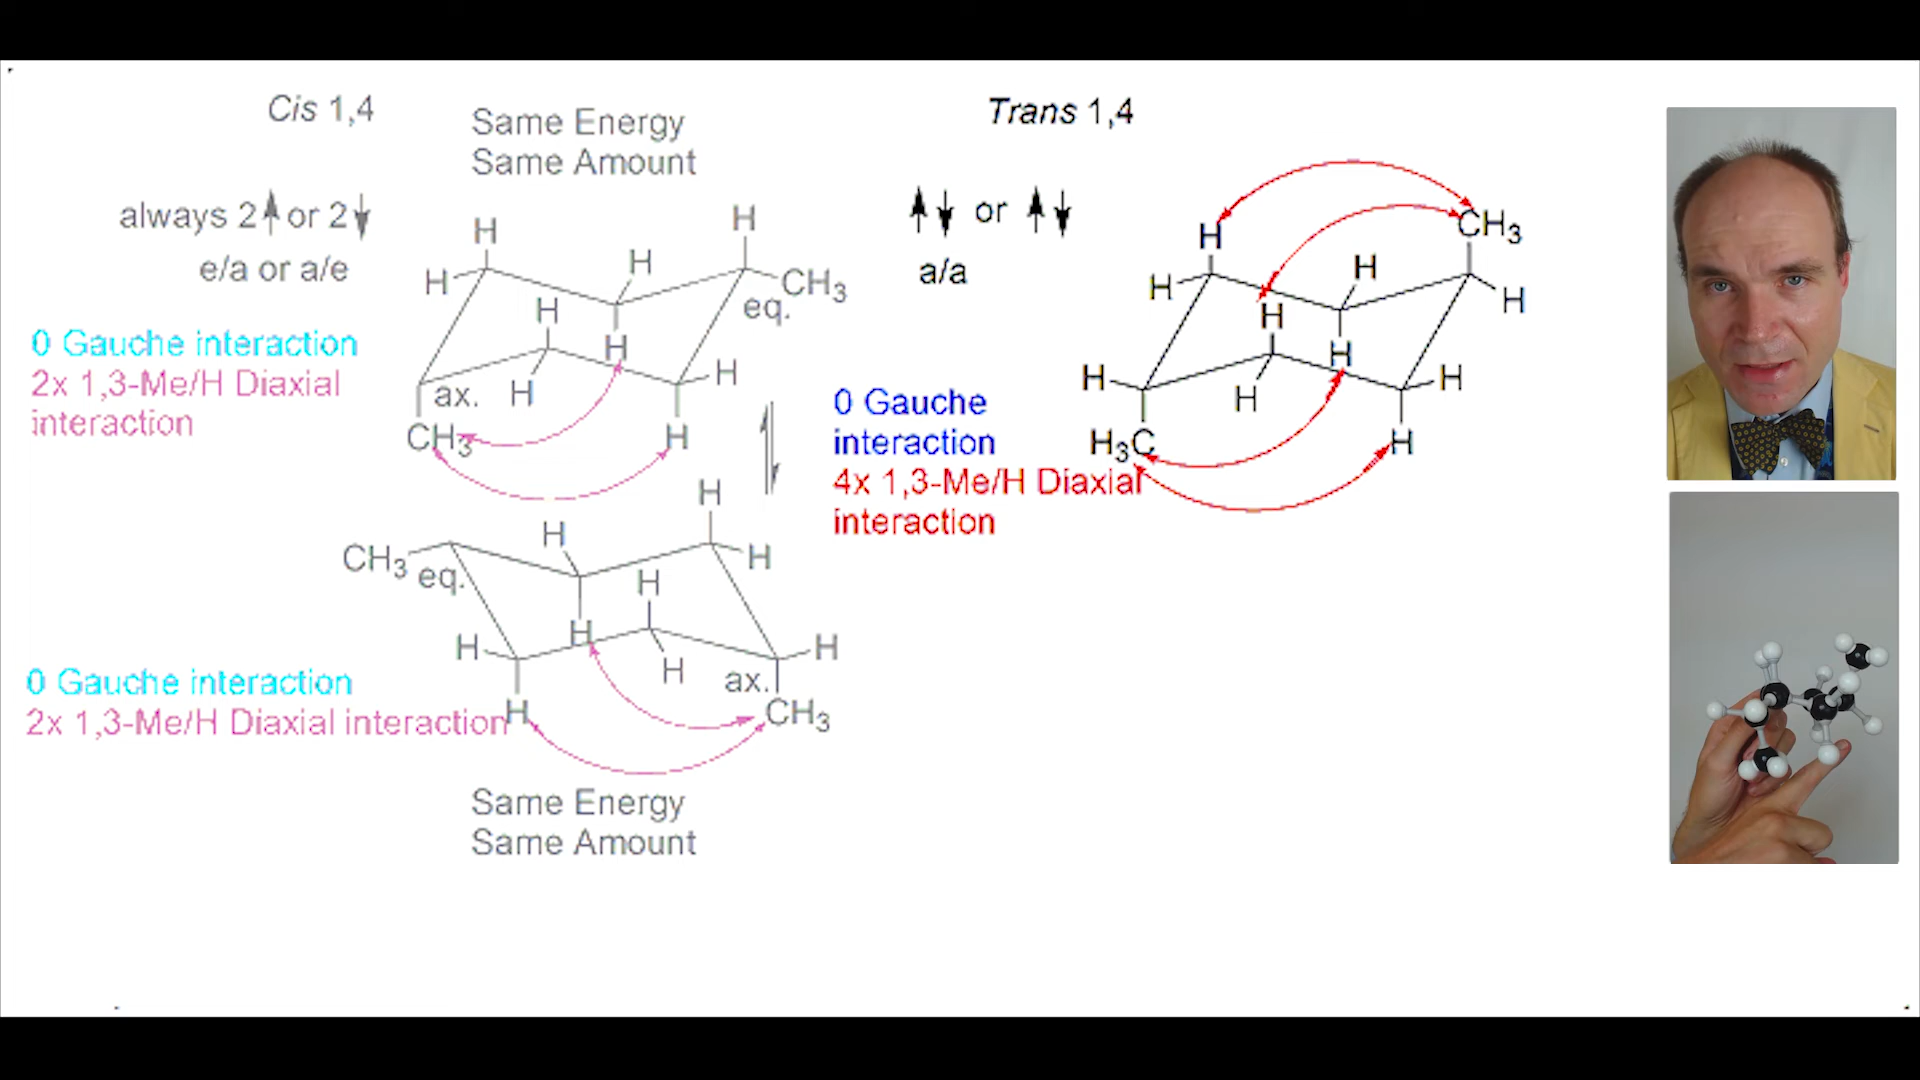 Cis 1,4
Same Energy
Same Amount
always 2 or 2
e/a or a/e
0 Gauche interaction
2x 1,3-Me/H Diaxial
interaction
H
H
H
H
CH3
eq.
H
H
H
H
ax.
H
CH3
H
CH3
eq.
H
H
H
H
H
H
H
H
ax.
H
CH3
0 Gauche interaction
2x 1,3-Me/H Diaxial interaction
Same Energy
Same Amount
Trans 1,4
or
a/a
0 Gauche
interaction
4x 1,3-Me/H Diaxial
interaction
CH3
H
H
H
H
H
H
H
H
H
H3C
H